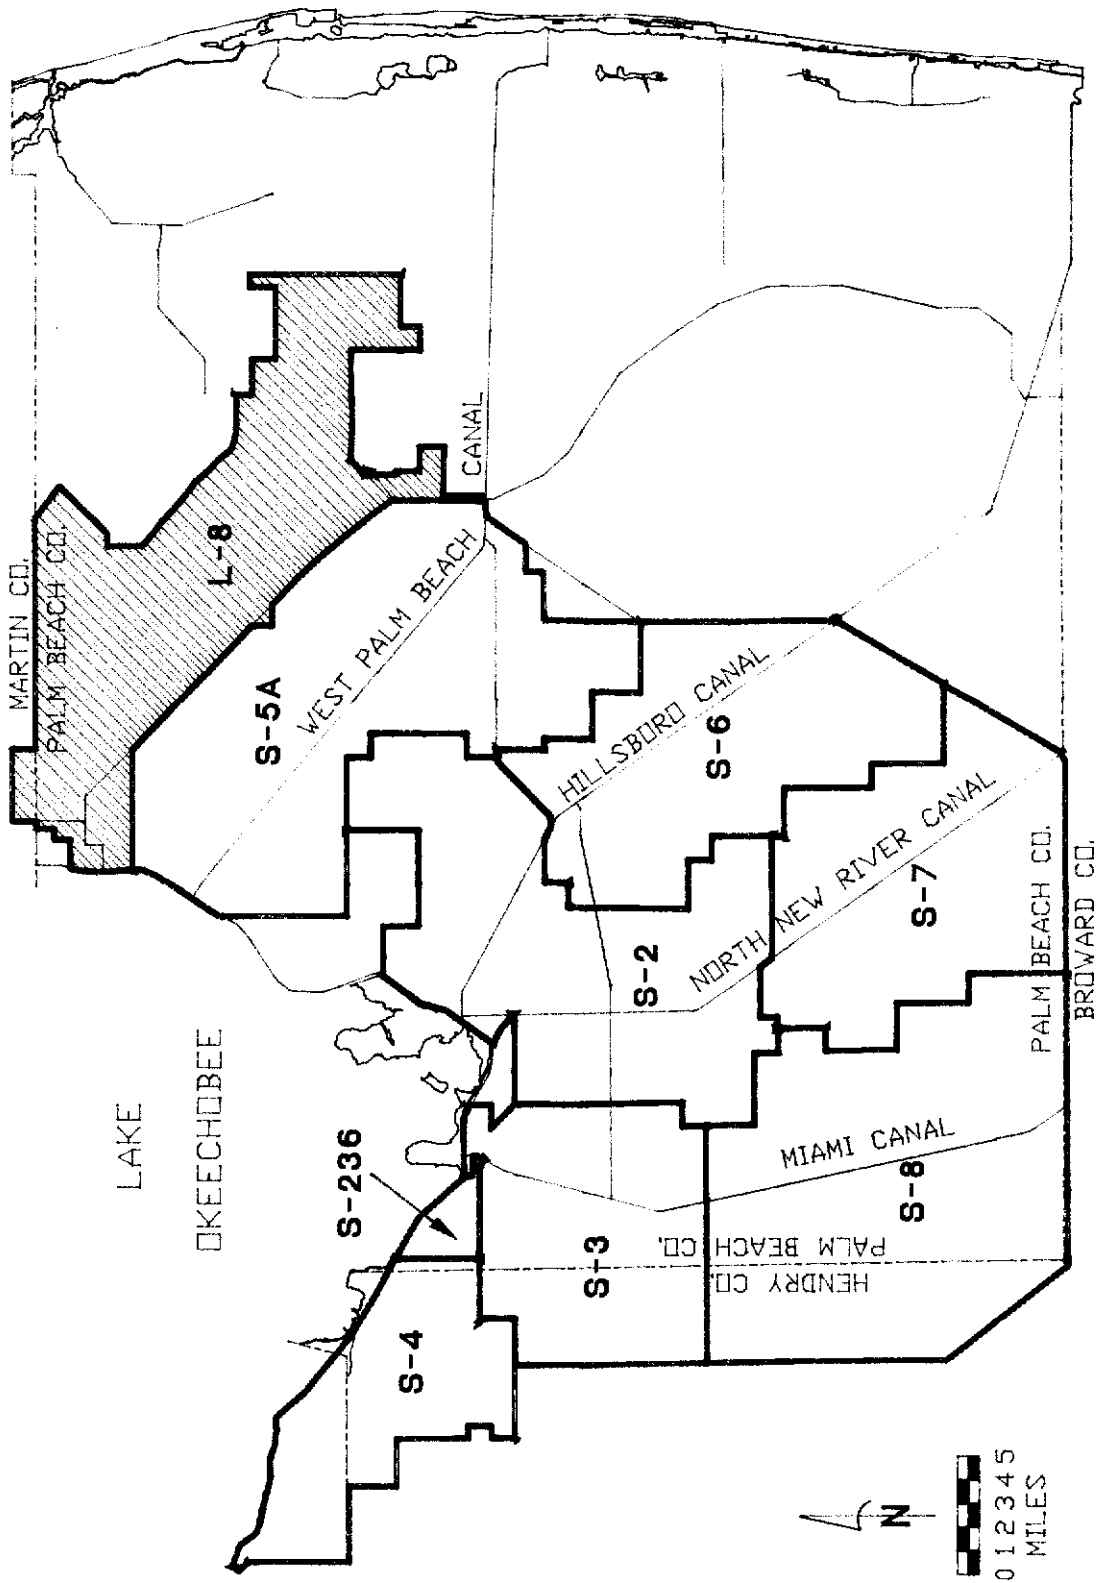 MARTIN CO.
PALM BEACH CO.
L-8
CANAL
WEST PALM BEACH
S-5A
HILLSBORO CANAL
S-6
NORTH NEW RIVER CANAL
S-7
S-2
PALM BEACH CO.
BROWARD CO.
LAKE
OKEECHOBEE
S-236
MIAMI CANAL
S-8
S-3
PALM BEACH CO.
HENDRY CO.
S-4
N
0 1 2 3 4 5
MILES